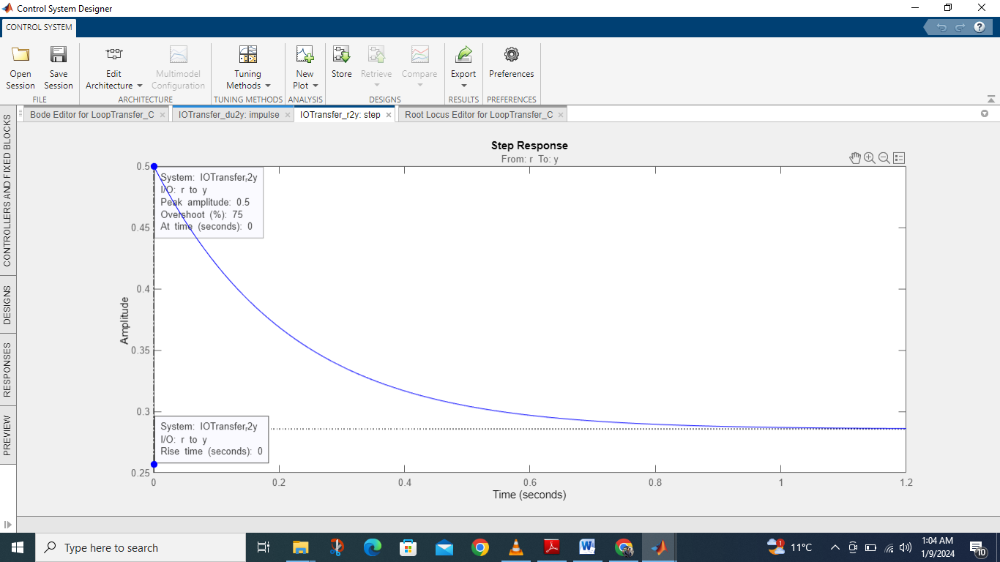 Control System Designer
CONTROL SYSTEM
?
Open Session
Save Session
Edit Architecture
Multimodel Configuration
Tuning Methods
New Plot
Store
Retrieve
Compare
Export
Preferences
FILE
ARCHITECTURE
TUNING METHODS
ANALYSIS
DESIGNS
RESULTS
PREFERENCES
Bode Editor for LoopTransfer_C ×
IOTransfer_du2y: impulse ×
IOTransfer_r2y: step ×
Root Locus Editor for LoopTransfer_C ×
CONTROLLERS AND FIXED BLOCKS
DESIGNS
RESPONSES
PREVIEW
Step Response
From: r To: y
Amplitude
0.5
0.45
0.4
0.35
0.3
0.25
System: IOTransfer,2y
I/O: r to y
Peak amplitude: 0.5
Overshoot (%): 75
At time (seconds): 0
System: IOTransfer,2y
I/O: r to y
Rise time (seconds): 0
0 0.2 0.4 0.6 0.8 1 1.2
Time (seconds)
Type here to search
1
11°C
1:04 AM
1/9/2024
10